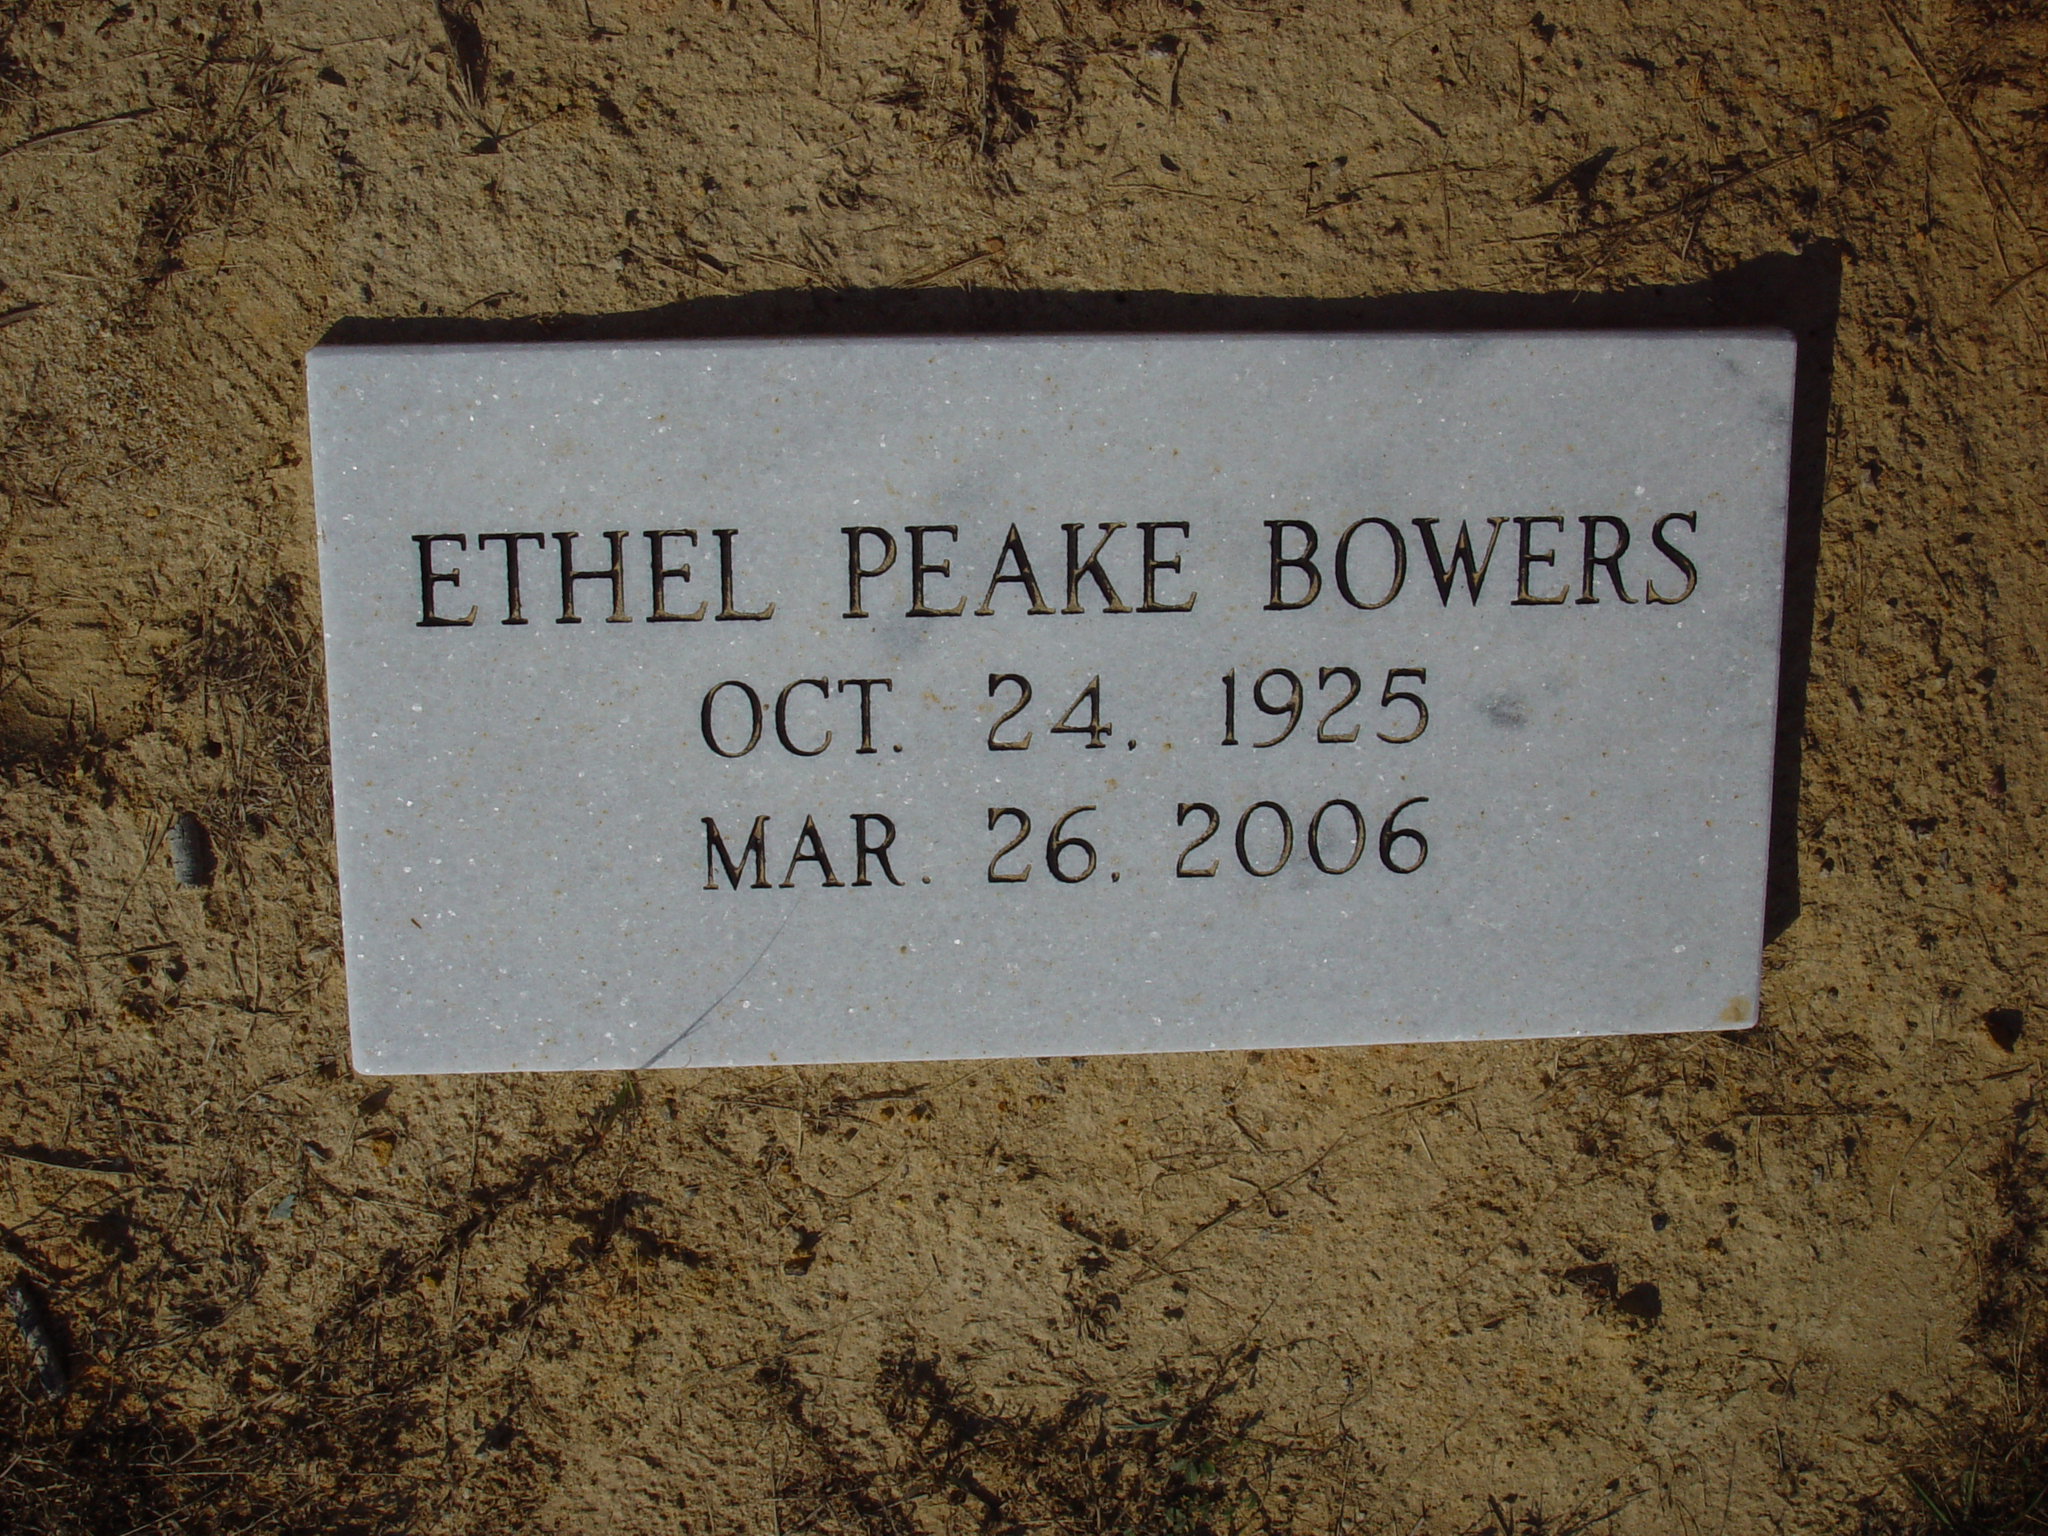 ETHEL PEAKE BOWERS
OCT. 24, 1925
MAR. 26, 2006